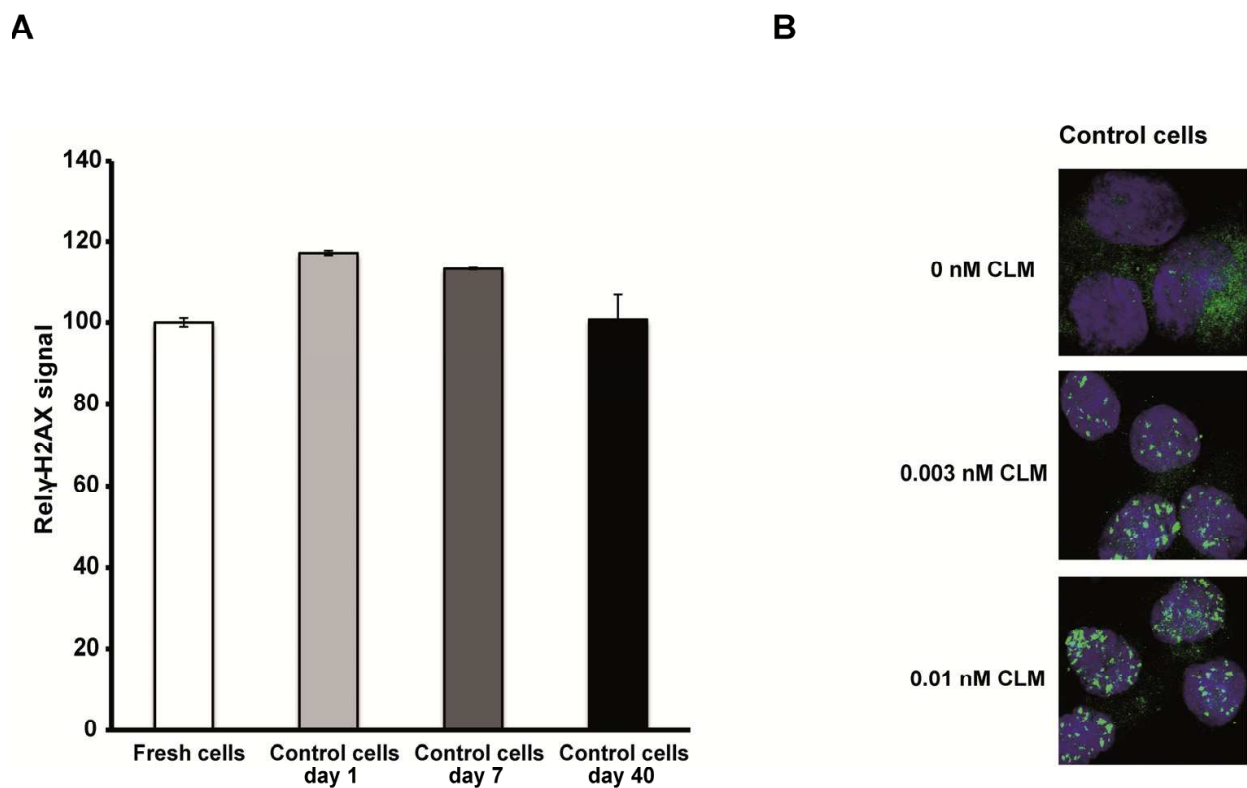 A
B
140
120
100
80
60
40
20
0
Rel.γ-H2AX signal
Fresh cells
Control cells
day 1
Control cells
day 7
Control cells
day 40
Control cells
0 nM CLM
0.003 nM CLM
0.01 nM CLM